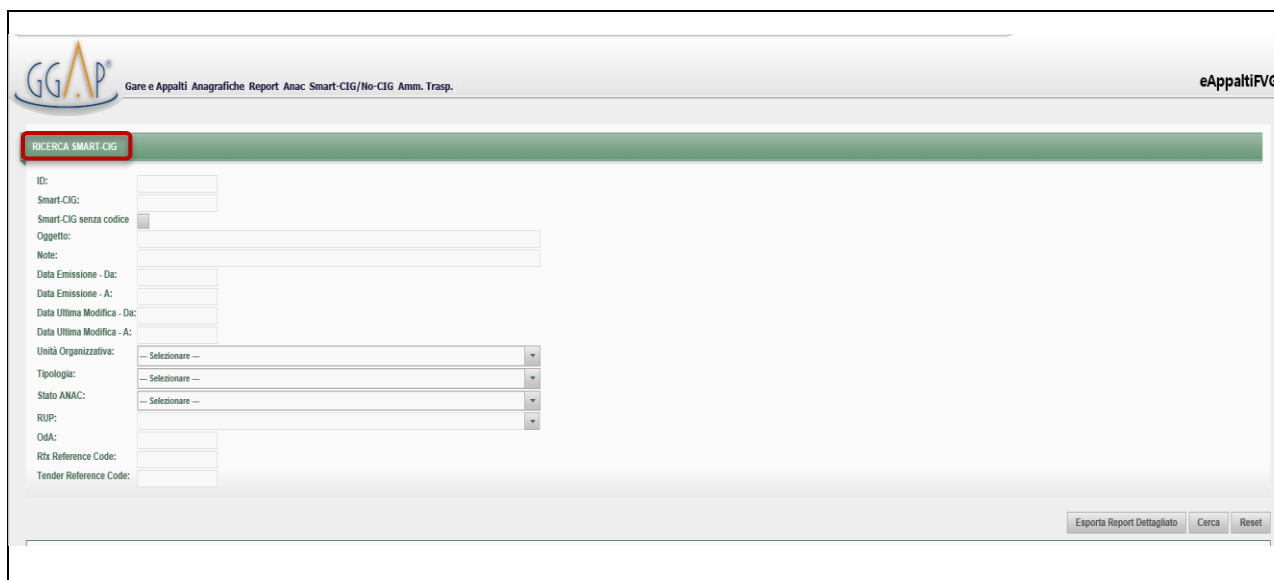 GGAP®
Gare e Appalti Anagrafiche Report Anac Smart-CIG/No-CIG Amm. Trasp.
eAppaltiFVG
RICERCA SMART-CIG
ID:
Smart-CIG:
Smart-CIG senza codice
Oggetto:
Note:
Data Emissione - Da:
Data Emissione - A:
Data Ultima Modifica - Da:
Data Ultima Modifica - A:
Unità Organizzativa: --- Selezionare ---
Tipologia: --- Selezionare ---
Stato ANAC: --- Selezionare ---
RUP:
OdA:
Rfx Reference Code:
Tender Reference Code:
Esporta Report Dettagliato Cerca Reset